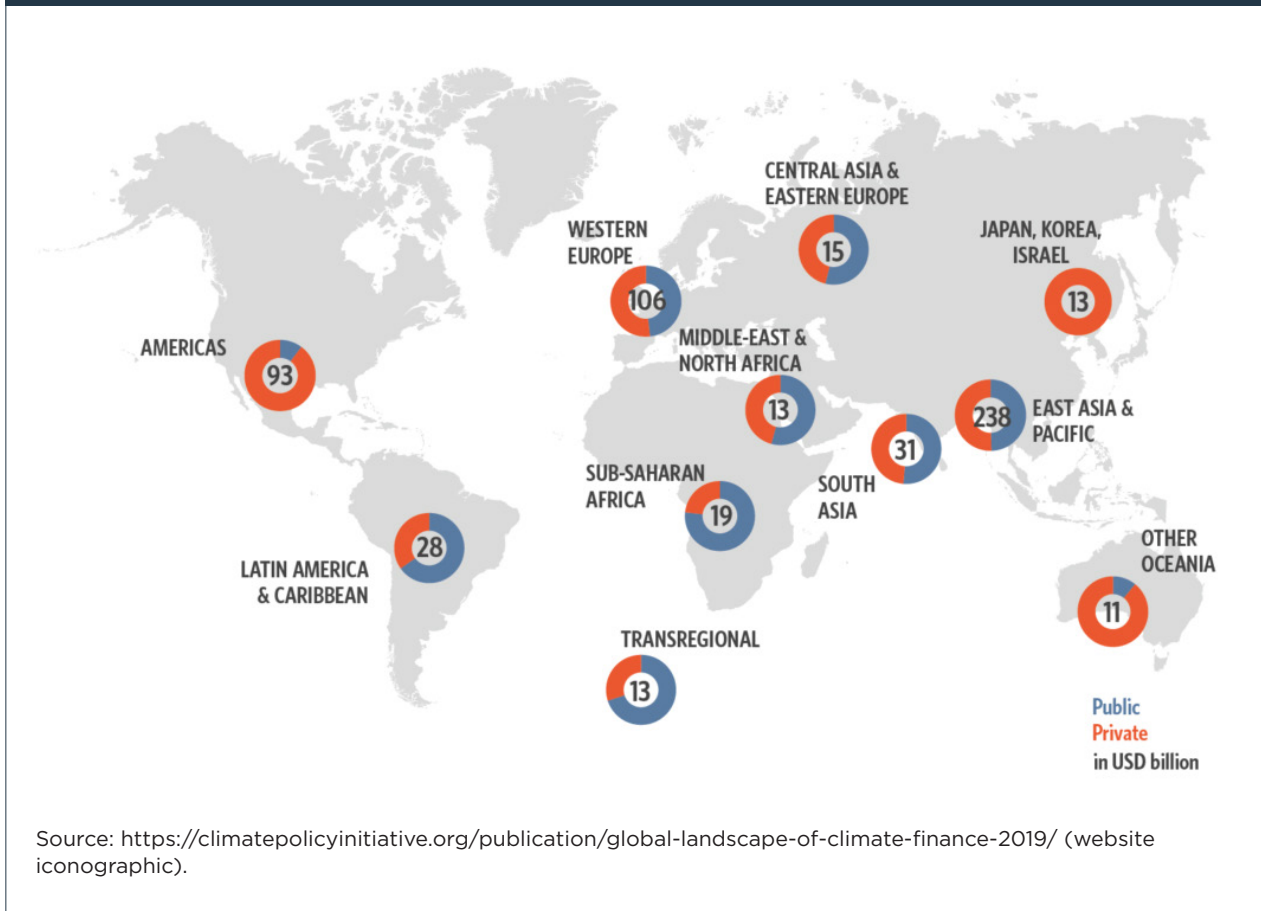 CENTRAL ASIA &
EASTERN EUROPE
15
WESTERN
EUROPE
106
JAPAN, KOREA,
ISRAEL
13
AMERICAS
93
MIDDLE-EAST &
NORTH AFRICA
13
EAST ASIA &
PACIFIC
238
SOUTH
ASIA
31
SUB-SAHARAN
AFRICA
19
LATIN AMERICA
& CARIBBEAN
28
OTHER
OCEANIA
11
TRANSREGIONAL
13
Public
Private
in USD billion
Source: https://climatepolicyinitiative.org/publication/global-landscape-of-climate-finance-2019/ (website
iconographic).